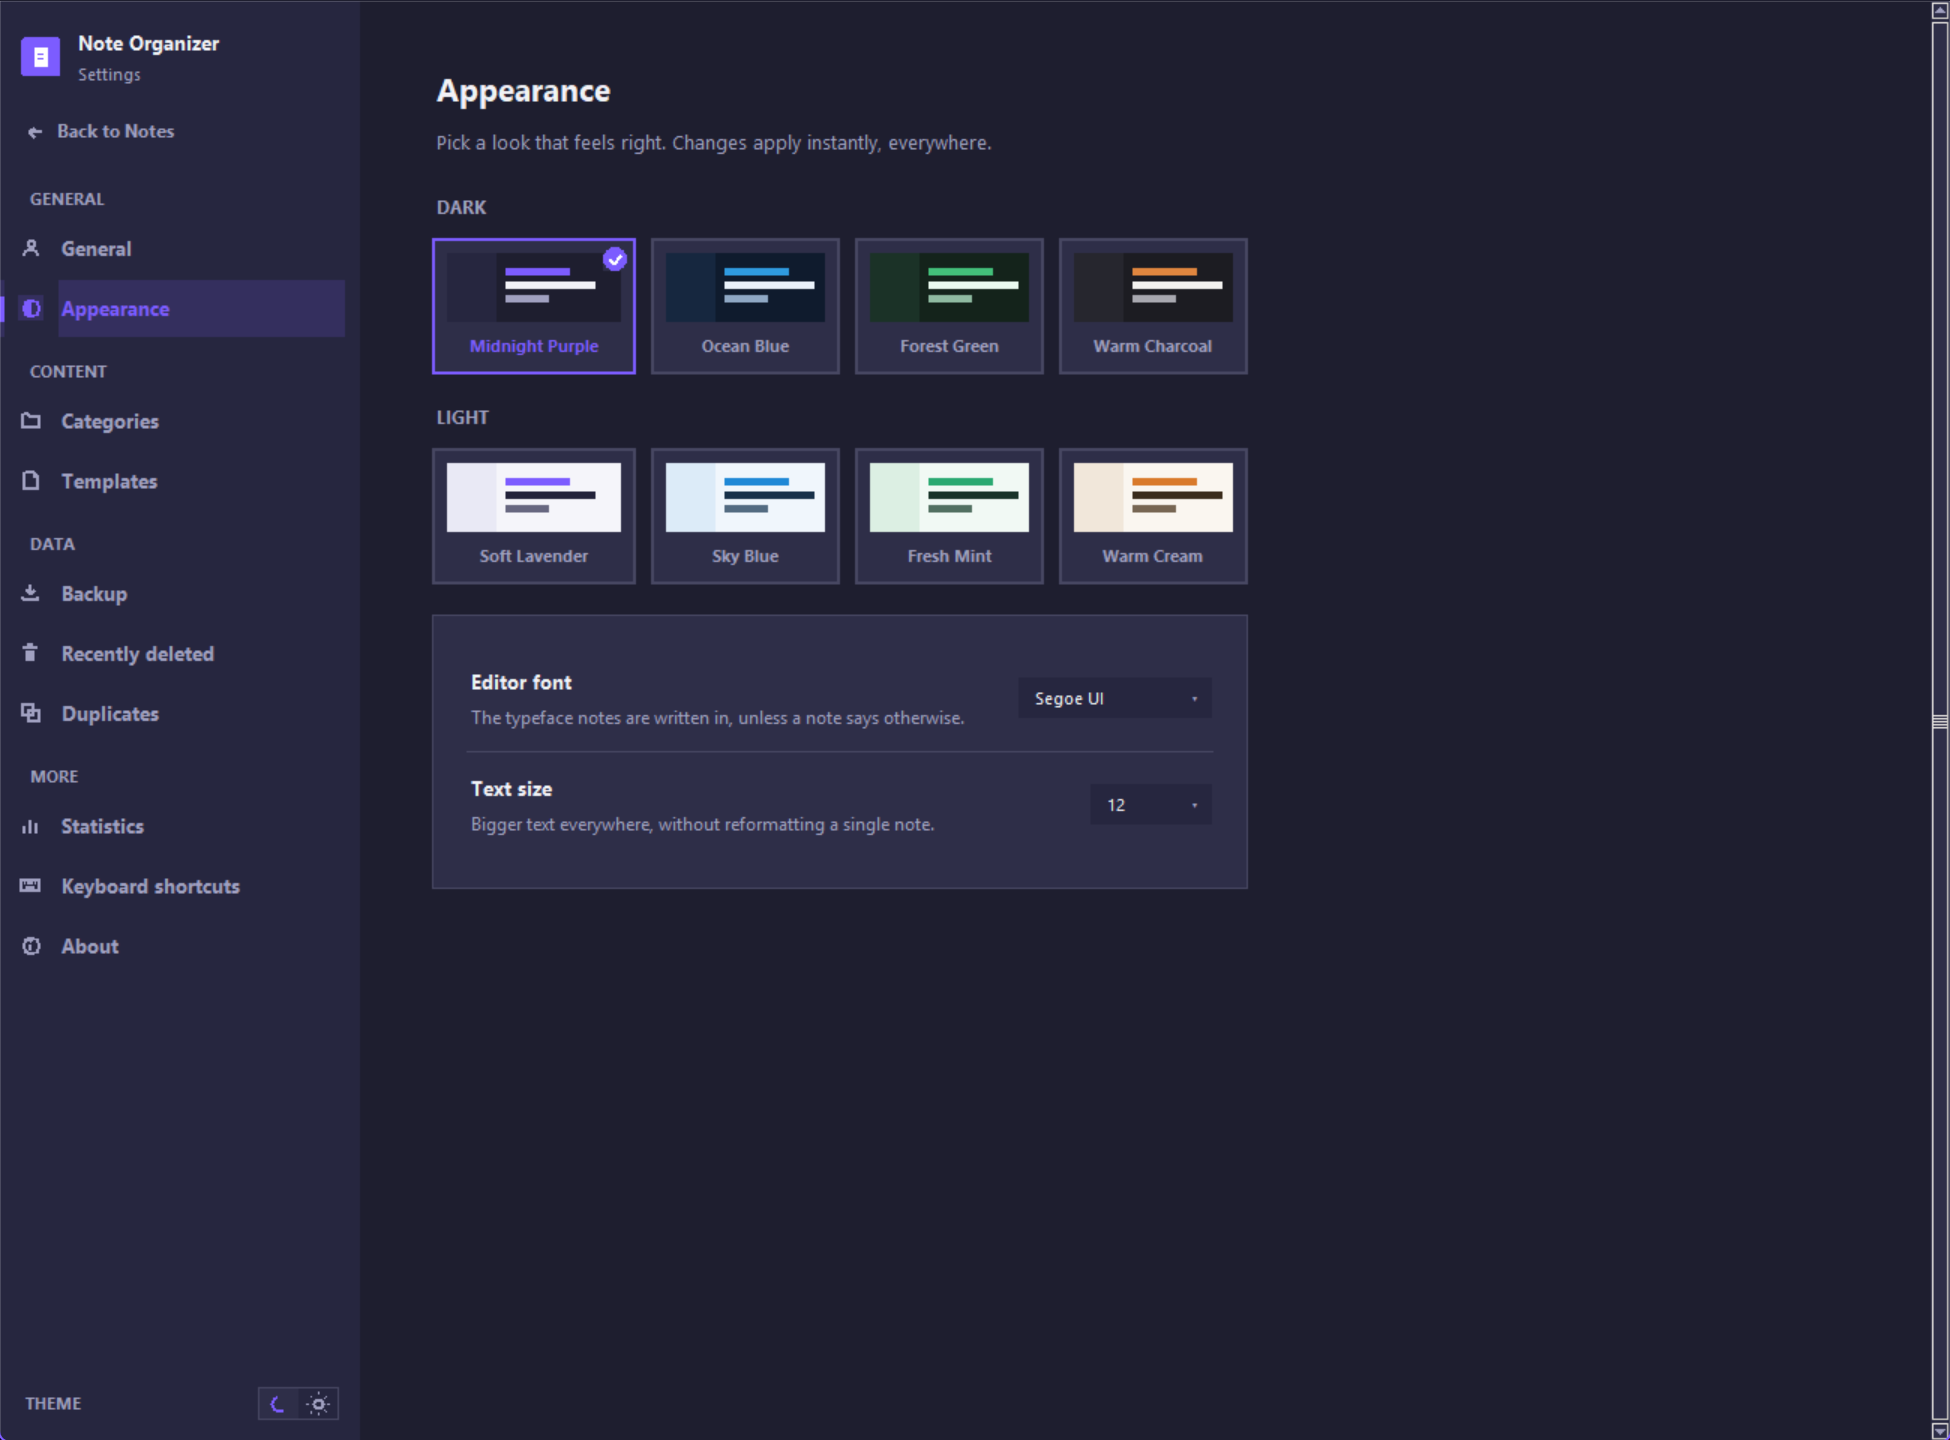 Note Organizer
Settings
Back to Notes
GENERAL
General
Appearance
CONTENT
Categories
Templates
DATA
Backup
Recently deleted
Duplicates
MORE
Statistics
Keyboard shortcuts
About
THEME
Appearance
Pick a look that feels right. Changes apply instantly, everywhere.
DARK
Midnight Purple
Ocean Blue
Forest Green
Warm Charcoal
LIGHT
Soft Lavender
Sky Blue
Fresh Mint
Warm Cream
Editor font
The typeface notes are written in, unless a note says otherwise.
Segoe UI
Text size
Bigger text everywhere, without reformatting a single note.
12